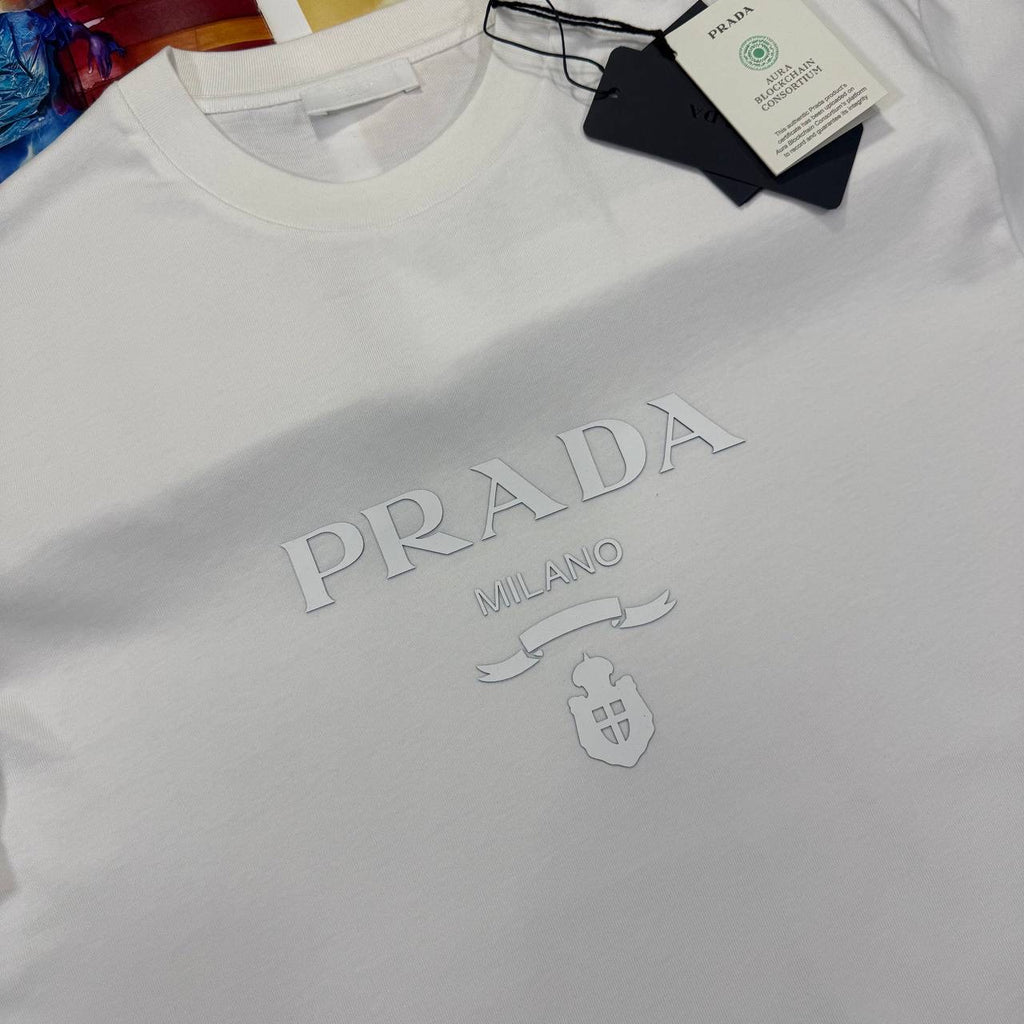 PRADA
AURA
BLOCKCHAIN
CONSORTIUM
This authentic Prada product's
certificate has been uploaded on
Aura Blockchain Consortium's platform
to record and guarantee its integrity
DA
PRADA
MILANO